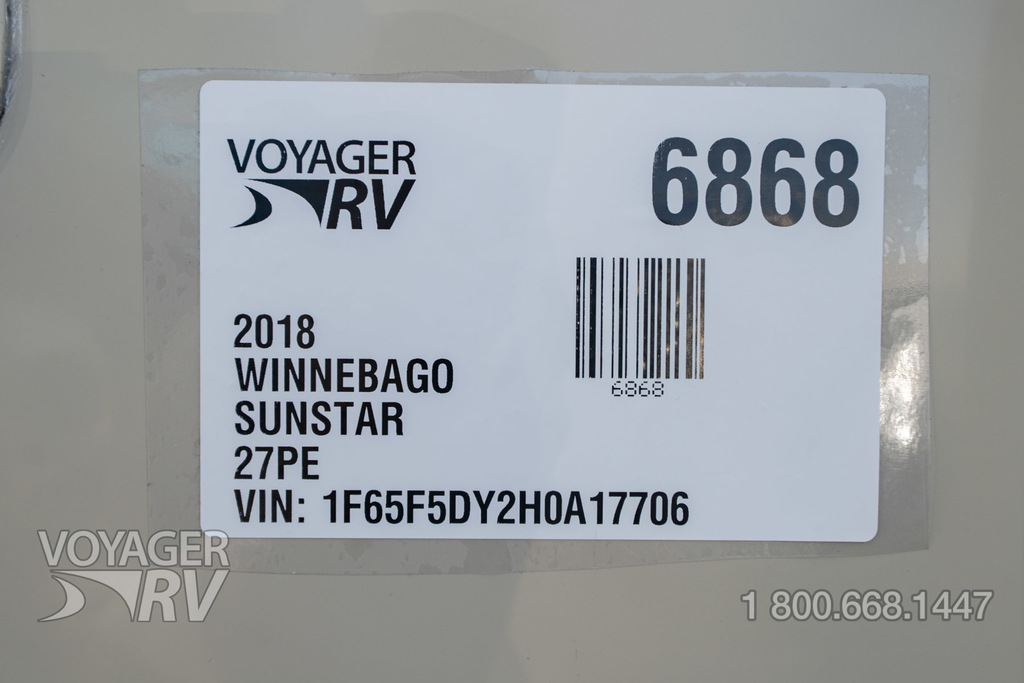 VOYAGER
RV
6868
6868
2018
WINNEBAGO
SUNSTAR
27PE
VIN: 1F65F5DY2H0A17706
VOYAGER
RV
1 800.668.1447